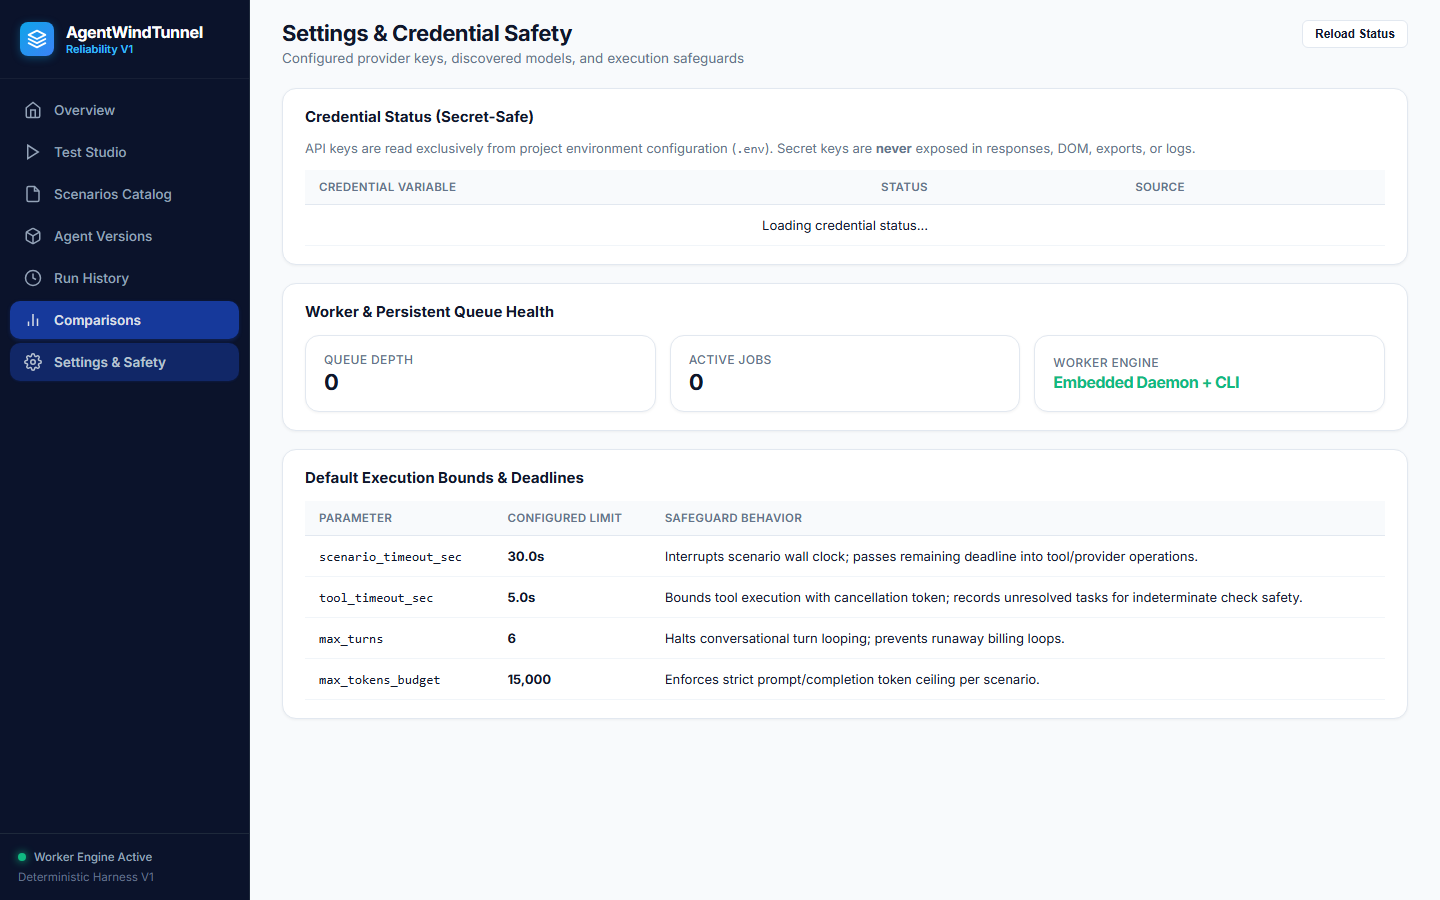 AgentWindTunnel
Reliability V1
Overview
Test Studio
Scenarios Catalog
Agent Versions
Run History
Comparisons
Settings & Safety
Worker Engine Active
Deterministic Harness V1
Settings & Credential Safety
Configured provider keys, discovered models, and execution safeguards
Reload Status
Credential Status (Secret-Safe)
API keys are read exclusively from project environment configuration (.env). Secret keys are never exposed in responses, DOM, exports, or logs.
CREDENTIAL VARIABLE STATUS SOURCE
Loading credential status...
Worker & Persistent Queue Health
QUEUE DEPTH
0
ACTIVE JOBS
0
WORKER ENGINE
Embedded Daemon + CLI
Default Execution Bounds & Deadlines
PARAMETER CONFIGURED LIMIT SAFEGUARD BEHAVIOR
scenario_timeout_sec 30.0s Interrupts scenario wall clock; passes remaining deadline into tool/provider operations.
tool_timeout_sec 5.0s Bounds tool execution with cancellation token; records unresolved tasks for indeterminate check safety.
max_turns 6 Halts conversational turn looping; prevents runaway billing loops.
max_tokens_budget 15,000 Enforces strict prompt/completion token ceiling per scenario.